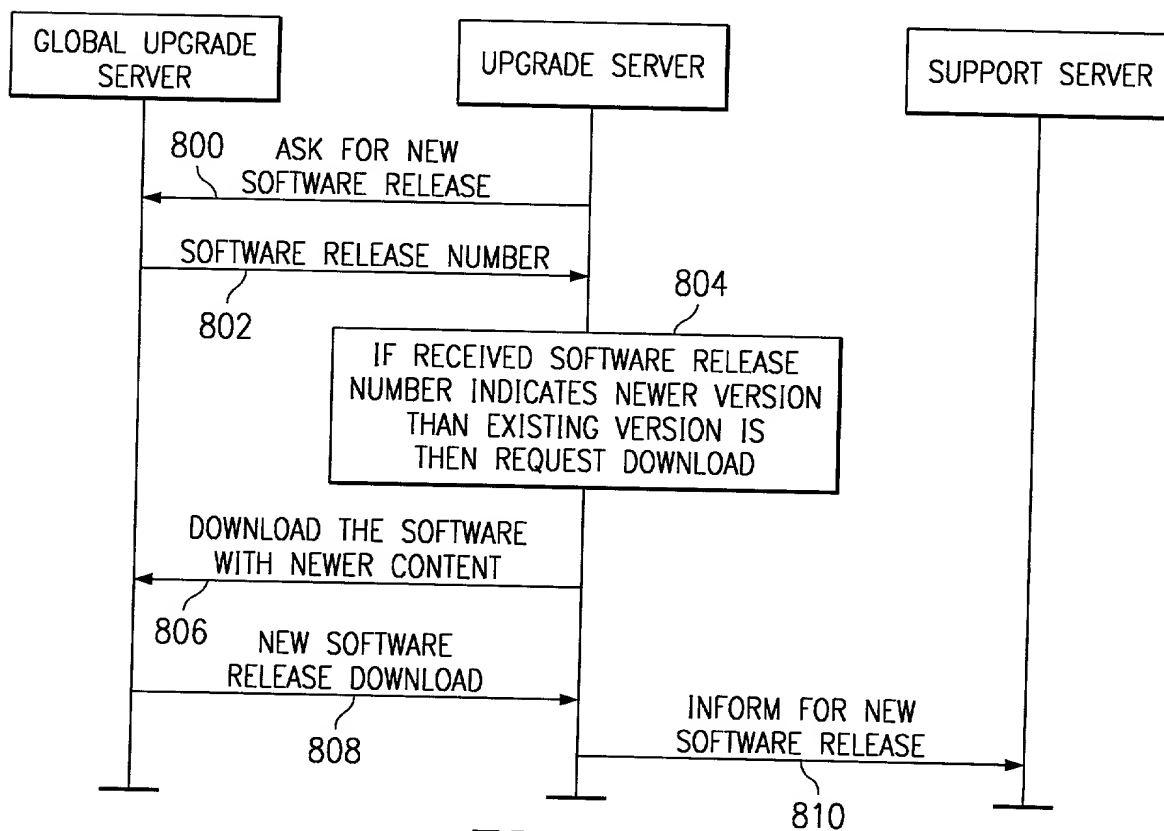 GLOBAL UPGRADE
SERVER
UPGRADE SERVER
SUPPORT SERVER
800
ASK FOR NEW
SOFTWARE RELEASE
SOFTWARE RELEASE NUMBER
802
804
IF RECEIVED SOFTWARE RELEASE
NUMBER INDICATES NEWER VERSION
THAN EXISTING VERSION IS
THEN REQUEST DOWNLOAD
DOWNLOAD THE SOFTWARE
WITH NEWER CONTENT
806
NEW SOFTWARE
RELEASE DOWNLOAD
808
INFORM FOR NEW
SOFTWARE RELEASE
810